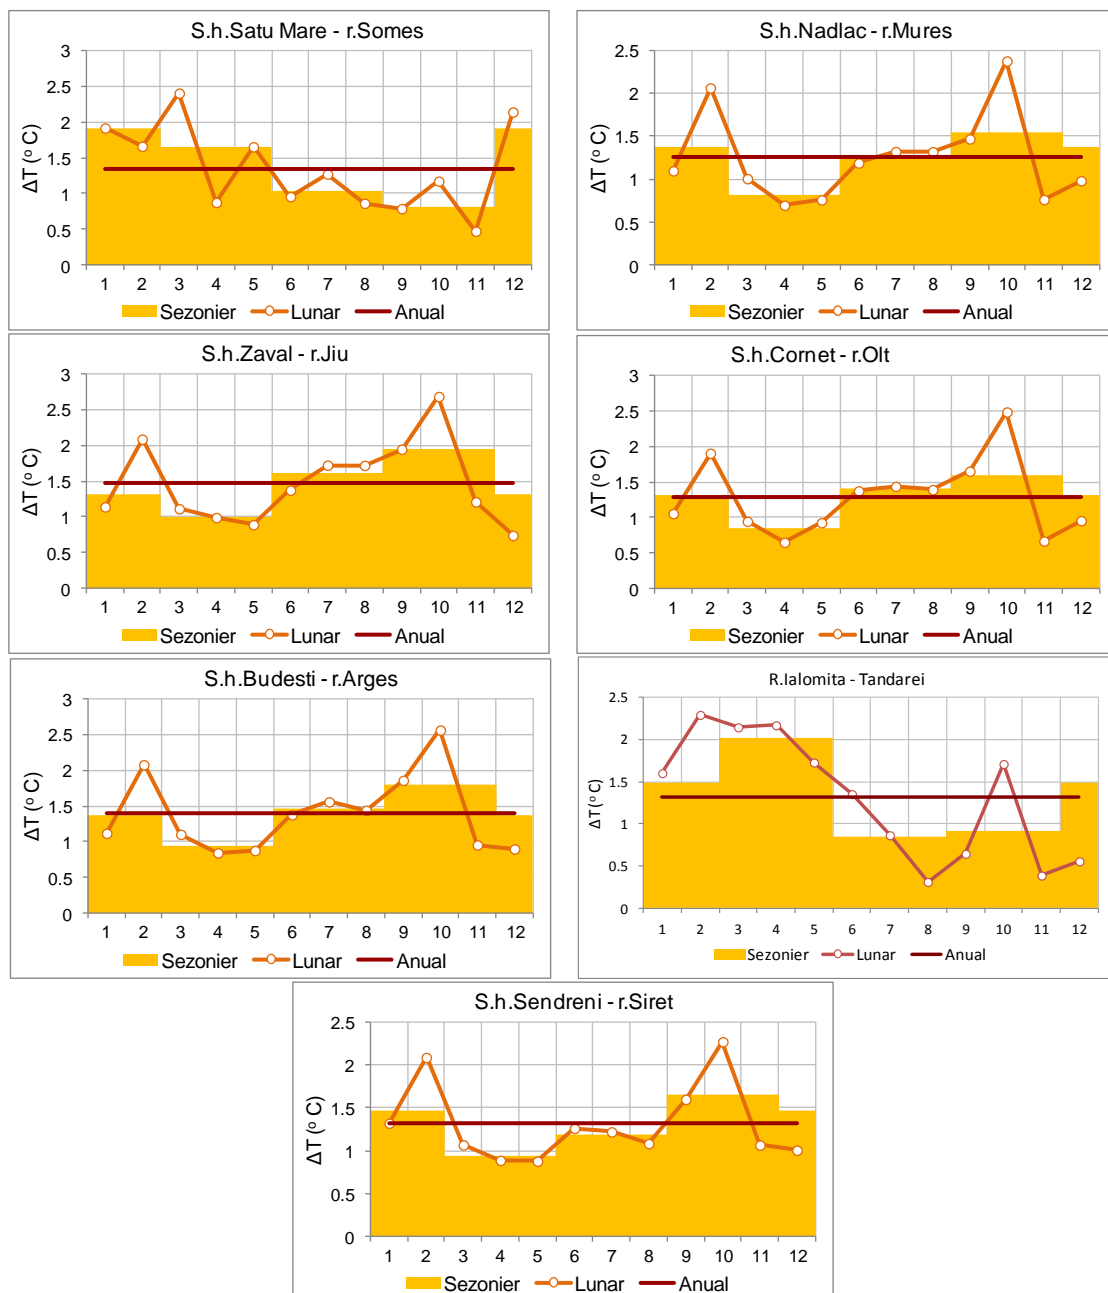 S.h.Satu Mare - r.Somes
ΔT (° C)
3
2.5
2
1.5
1
0.5
0
1 2 3 4 5 6 7 8 9 10 11 12
Sezonier Lunar Anual
S.h.Nadlac - r.Mures
ΔT (° C)
2.5
2
1.5
1
0.5
0
1 2 3 4 5 6 7 8 9 10 11 12
Sezonier Lunar Anual
S.h.Zaval - r.Jiu
ΔT (° C)
3
2.5
2
1.5
1
0.5
0
1 2 3 4 5 6 7 8 9 10 11 12
Sezonier Lunar Anual
S.h.Cornet - r.Olt
ΔT (° C)
3
2.5
2
1.5
1
0.5
0
1 2 3 4 5 6 7 8 9 10 11 12
Sezonier Lunar Anual
S.h.Budesti - r.Arges
ΔT (° C)
3
2.5
2
1.5
1
0.5
0
1 2 3 4 5 6 7 8 9 10 11 12
Sezonier Lunar Anual
R.Ialomita - Tandarei
ΔT (° C)
2.5
2
1.5
1
0.5
0
1 2 3 4 5 6 7 8 9 10 11 12
Sezonier Lunar Anual
S.h.Sendreni - r.Siret
ΔT (° C)
2.5
2
1.5
1
0.5
0
1 2 3 4 5 6 7 8 9 10 11 12
Sezonier Lunar Anual